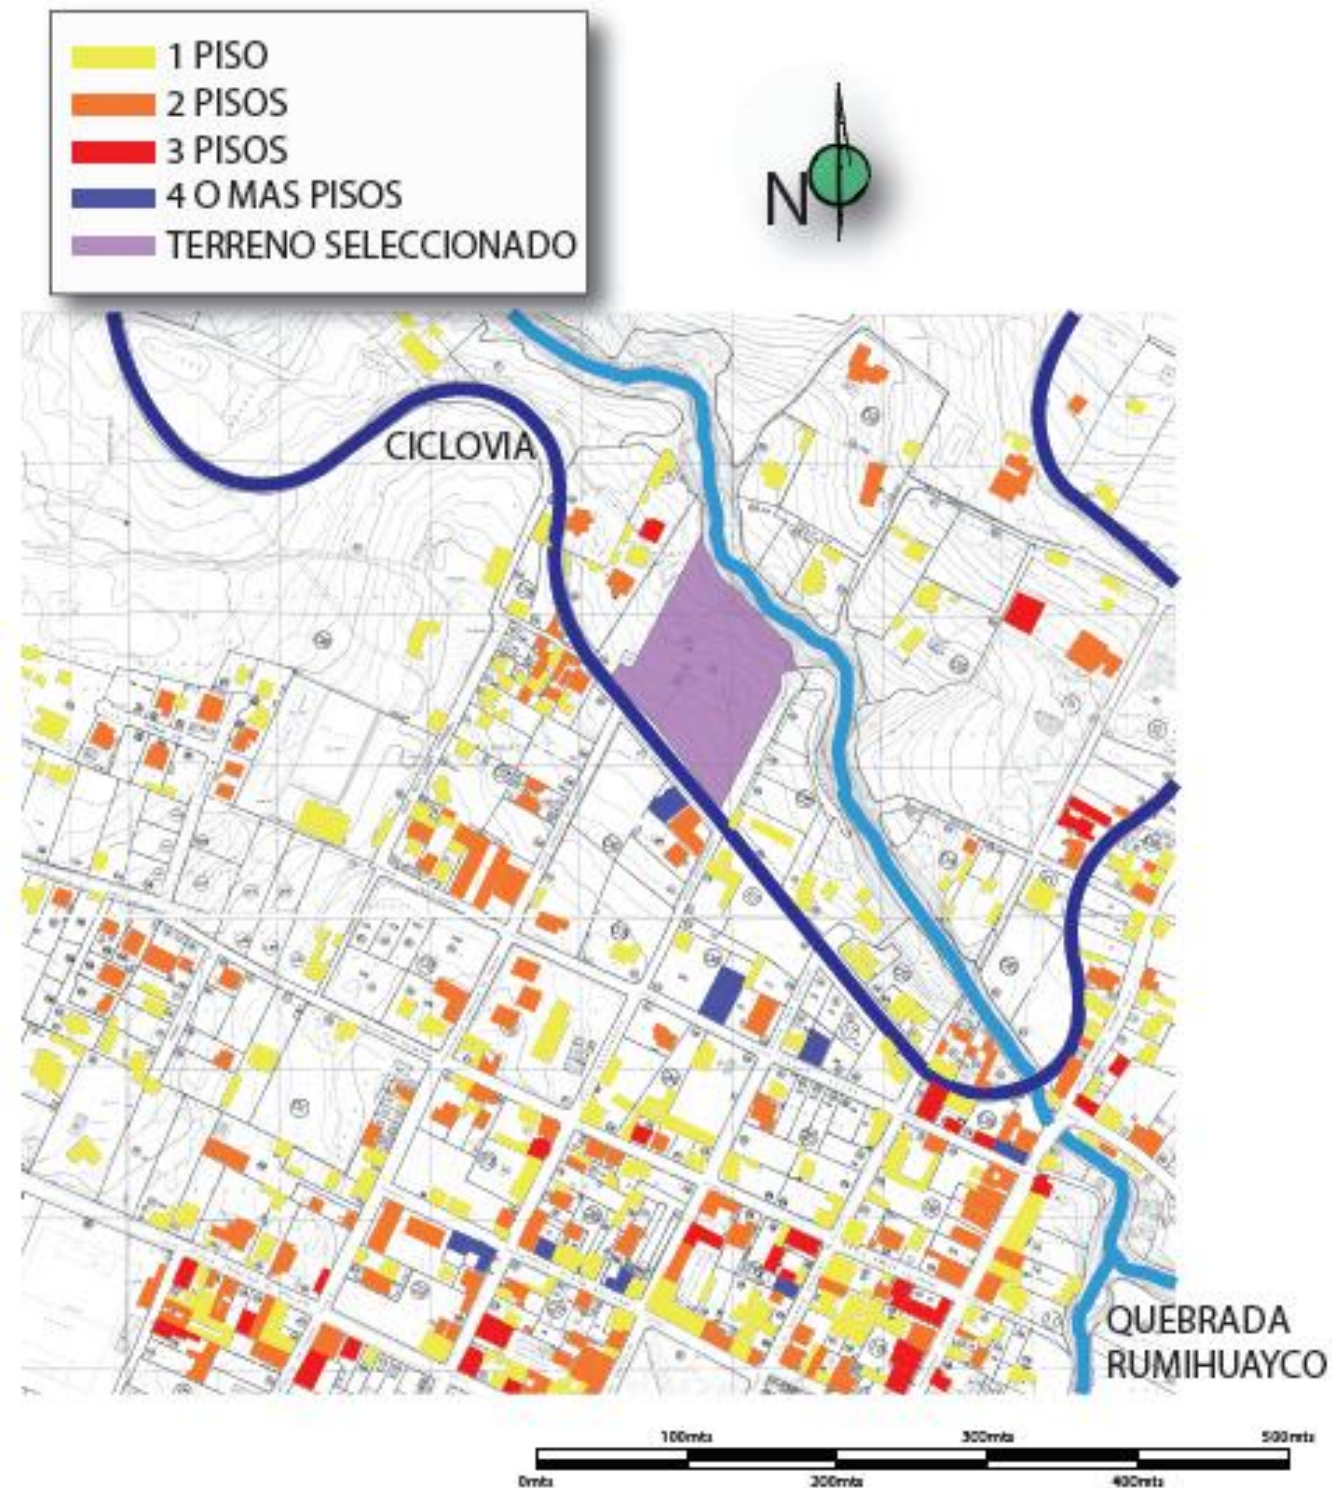 1 PISO
2 PISOS
3 PISOS
4 O MAS PISOS
TERRENO SELECCIONADO
N
CICLOVIA
QUEBRADA
RUMIHUAYCO
100mts 300mts 500mts
0mts 200mts 400mts